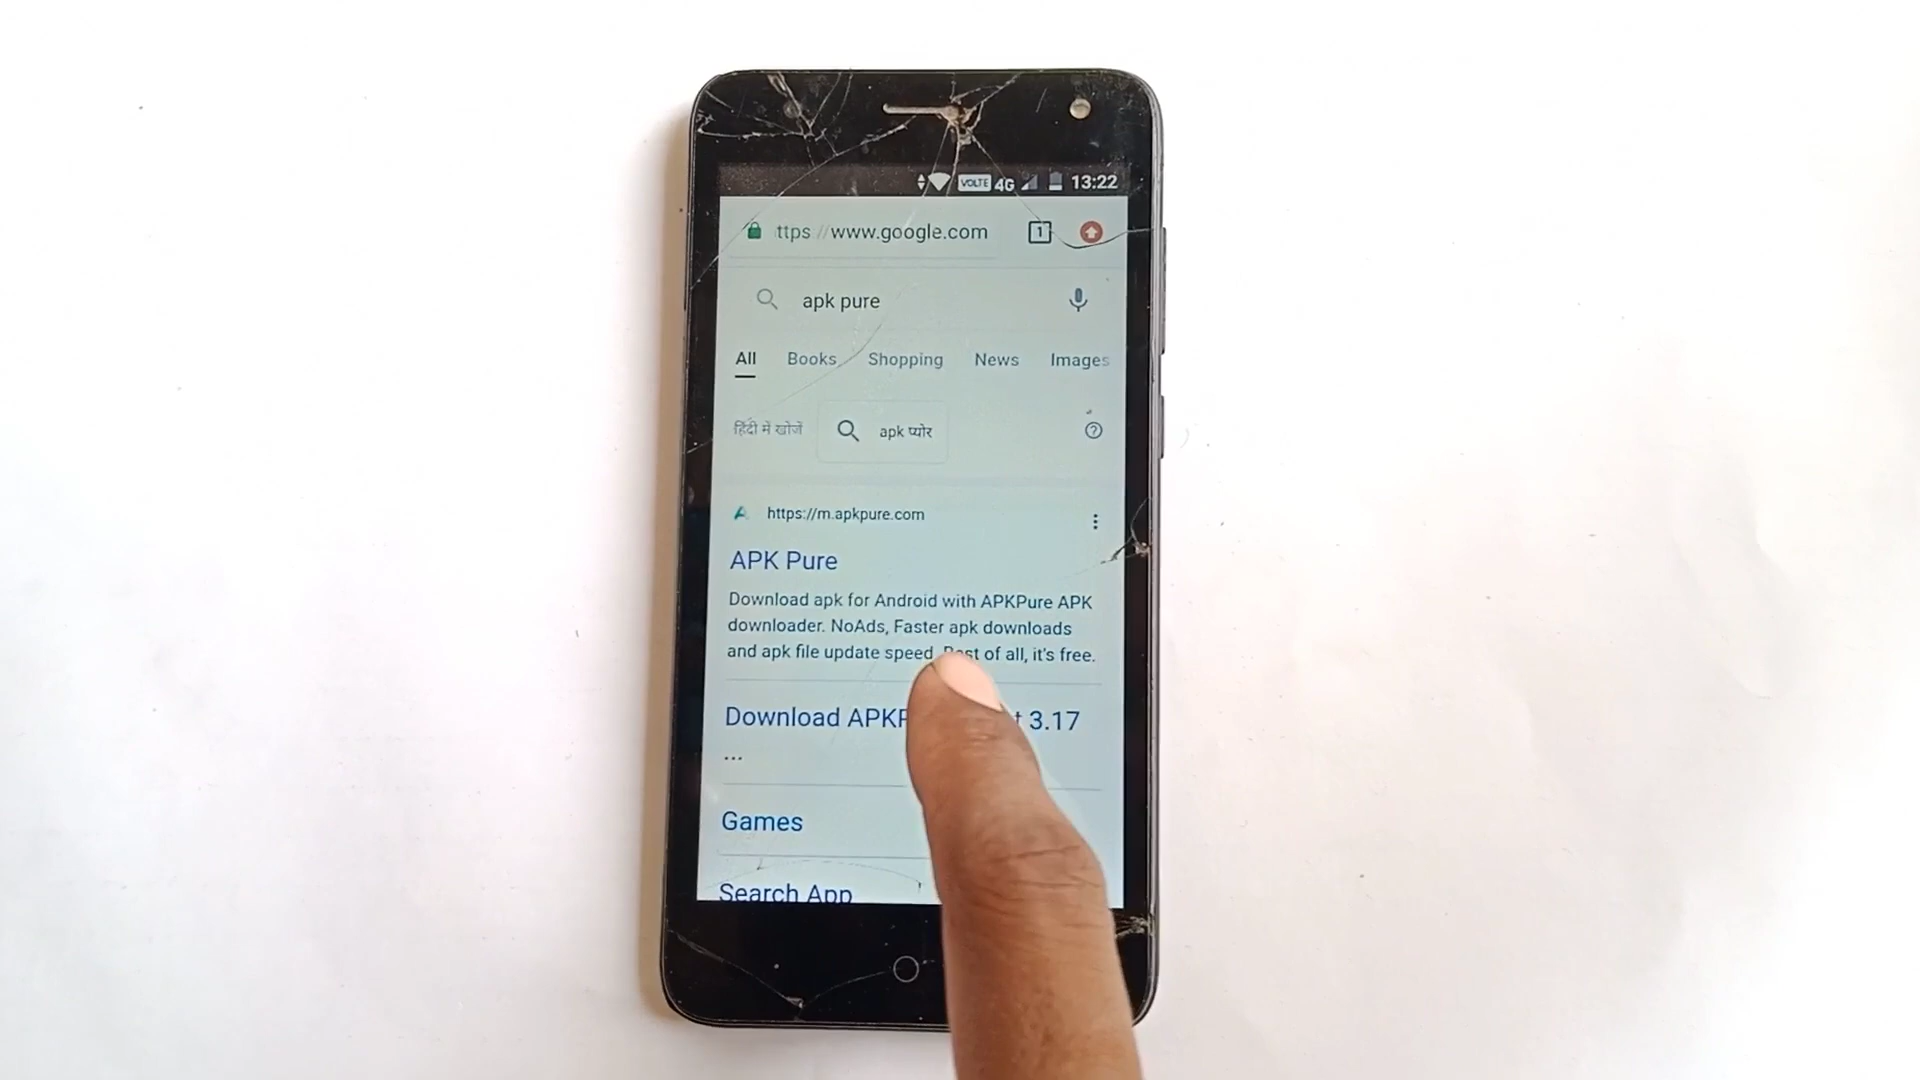 VOLTE 4G 13:22
ttps://www.google.com 1
apk pure
All Books Shopping News Images
हिंदी में खोजें apk प्योर
https://m.apkpure.com
APK Pure
Download apk for Android with APKPure APK
downloader. NoAds, Faster apk downloads
and apk file update speed. Best of all, it's free.
Download 3.17
...
Games
Search App